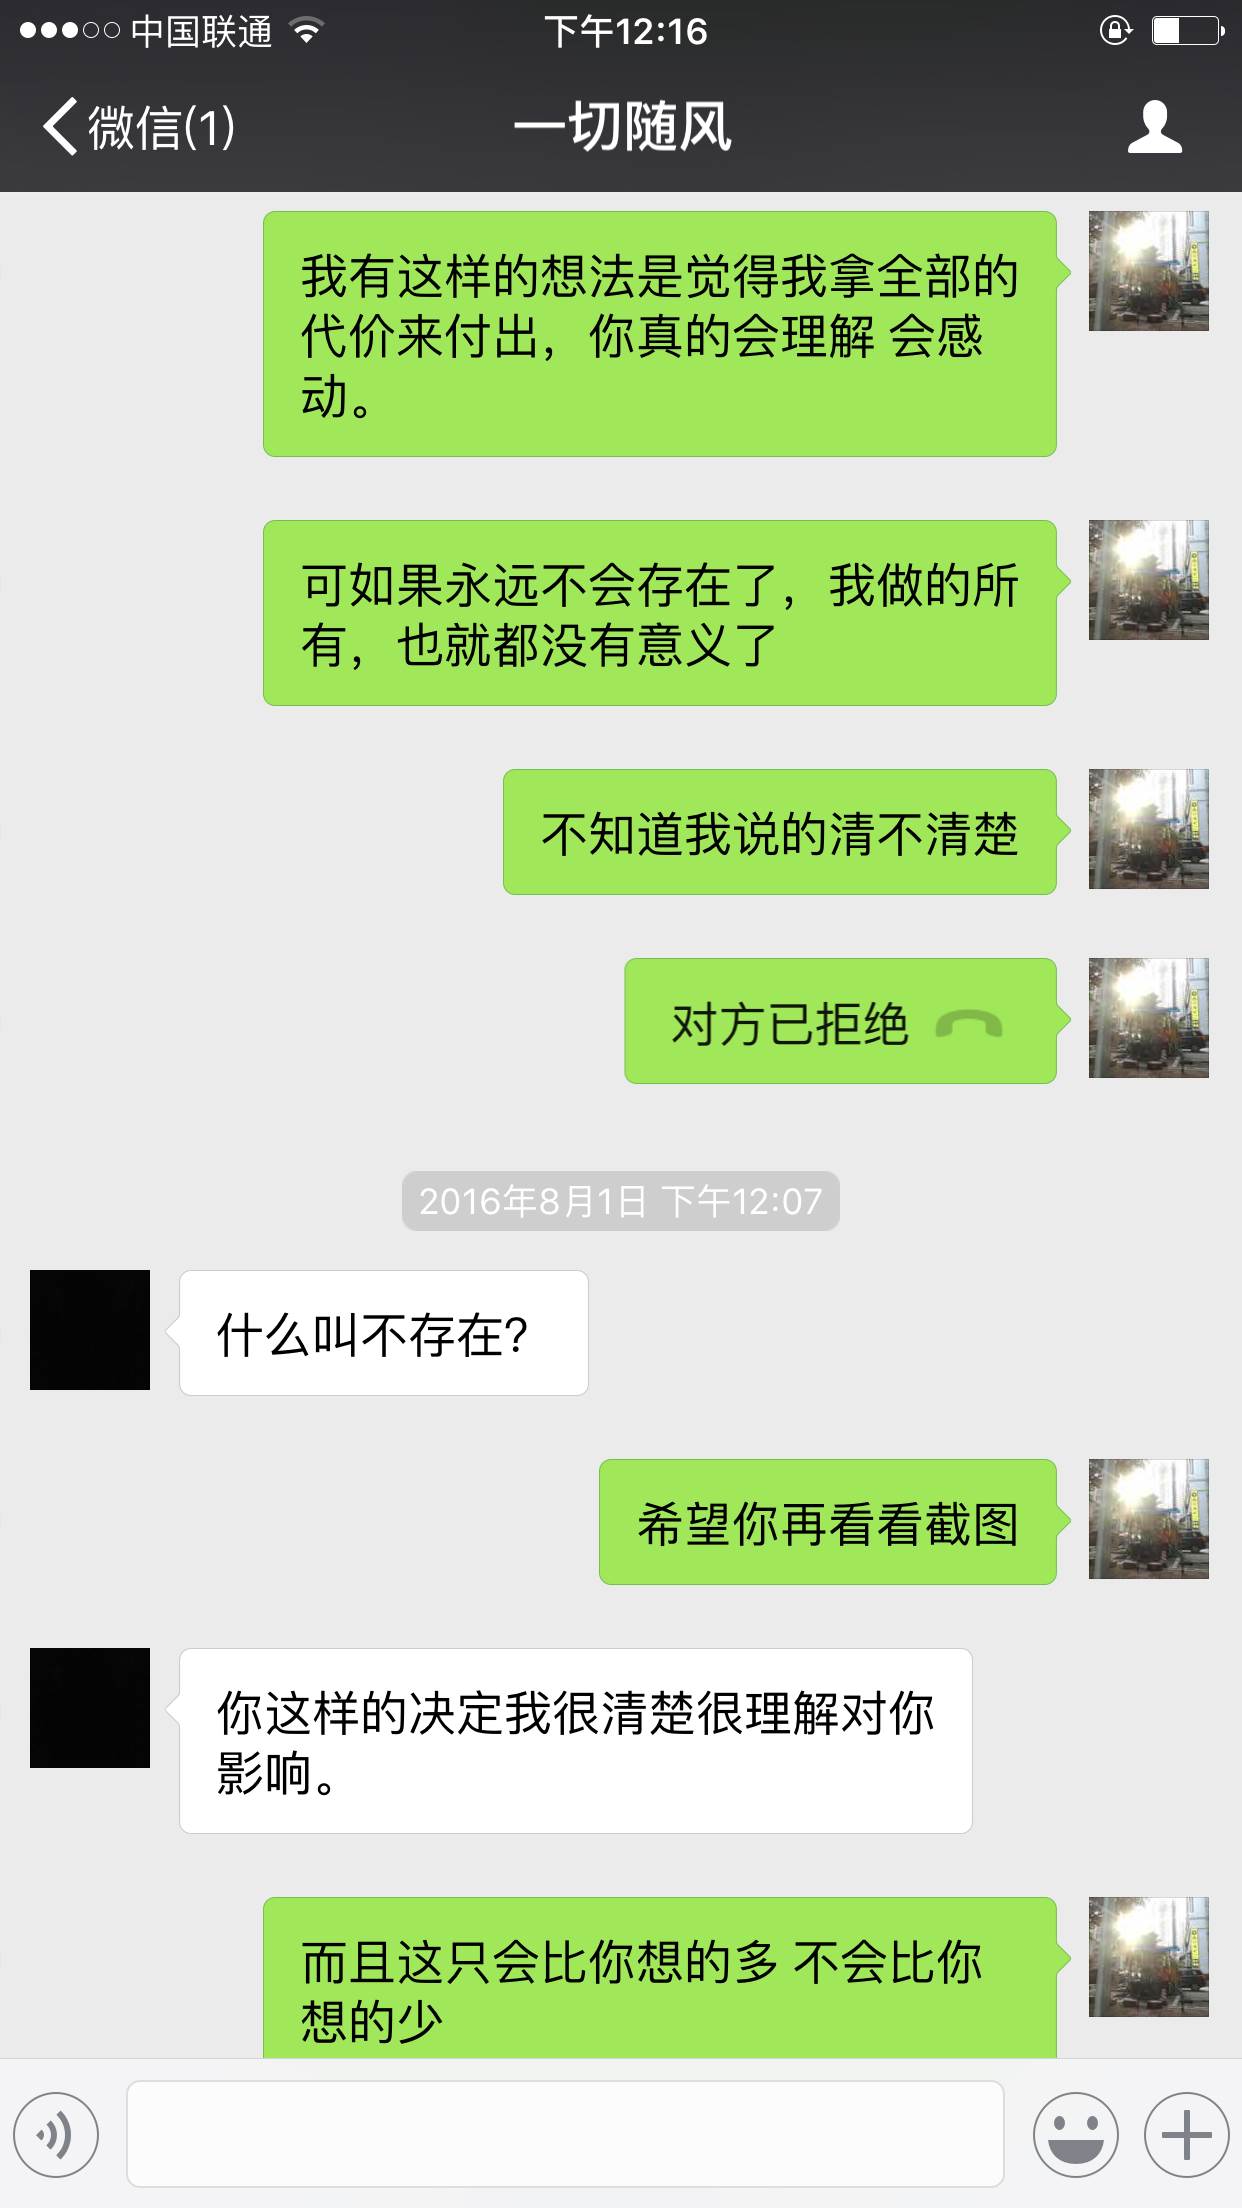 中国联通
下午12:16
微信(1)
一切随风
我有这样的想法是觉得我拿全部的
代价来付出，你真的会理解 会感
动。
可如果永远不会存在了，我做的所
有，也就都没有意义了
不知道我说的清不清楚
对方已拒绝
2016年8月1日 下午12:07
什么叫不存在？
希望你再看看截图
你这样的决定我很清楚很理解对你
影响。
而且这只会比你想的多 不会比你
想的少